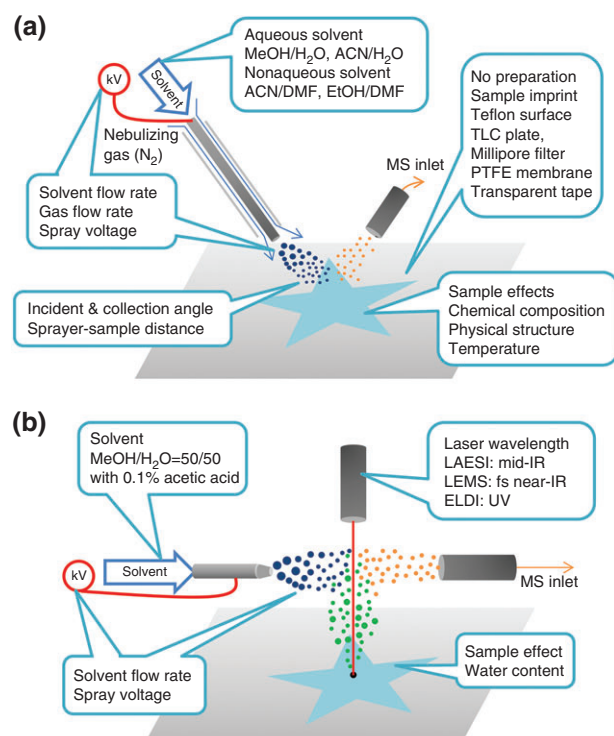 (a)
kV
Solvent
Aqueous solvent
MeOH/H₂O, ACN/H₂O
Nonaqueous solvent
ACN/DMF, EtOH/DMF
No preparation
Sample imprint
Teflon surface
TLC plate,
Millipore filter
PTFE membrane
Transparent tape
Nebulizing
gas (N₂)
MS inlet
Solvent flow rate
Gas flow rate
Spray voltage
Incident & collection angle
Sprayer-sample distance
Sample effects
Chemical composition
Physical structure
Temperature
(b)
Solvent
MeOH/H₂O=50/50
with 0.1% acetic acid
Laser wavelength
LAESI: mid-IR
LEMS: fs near-IR
ELDI: UV
kV
Solvent
MS inlet
Solvent flow rate
Spray voltage
Sample effect
Water content